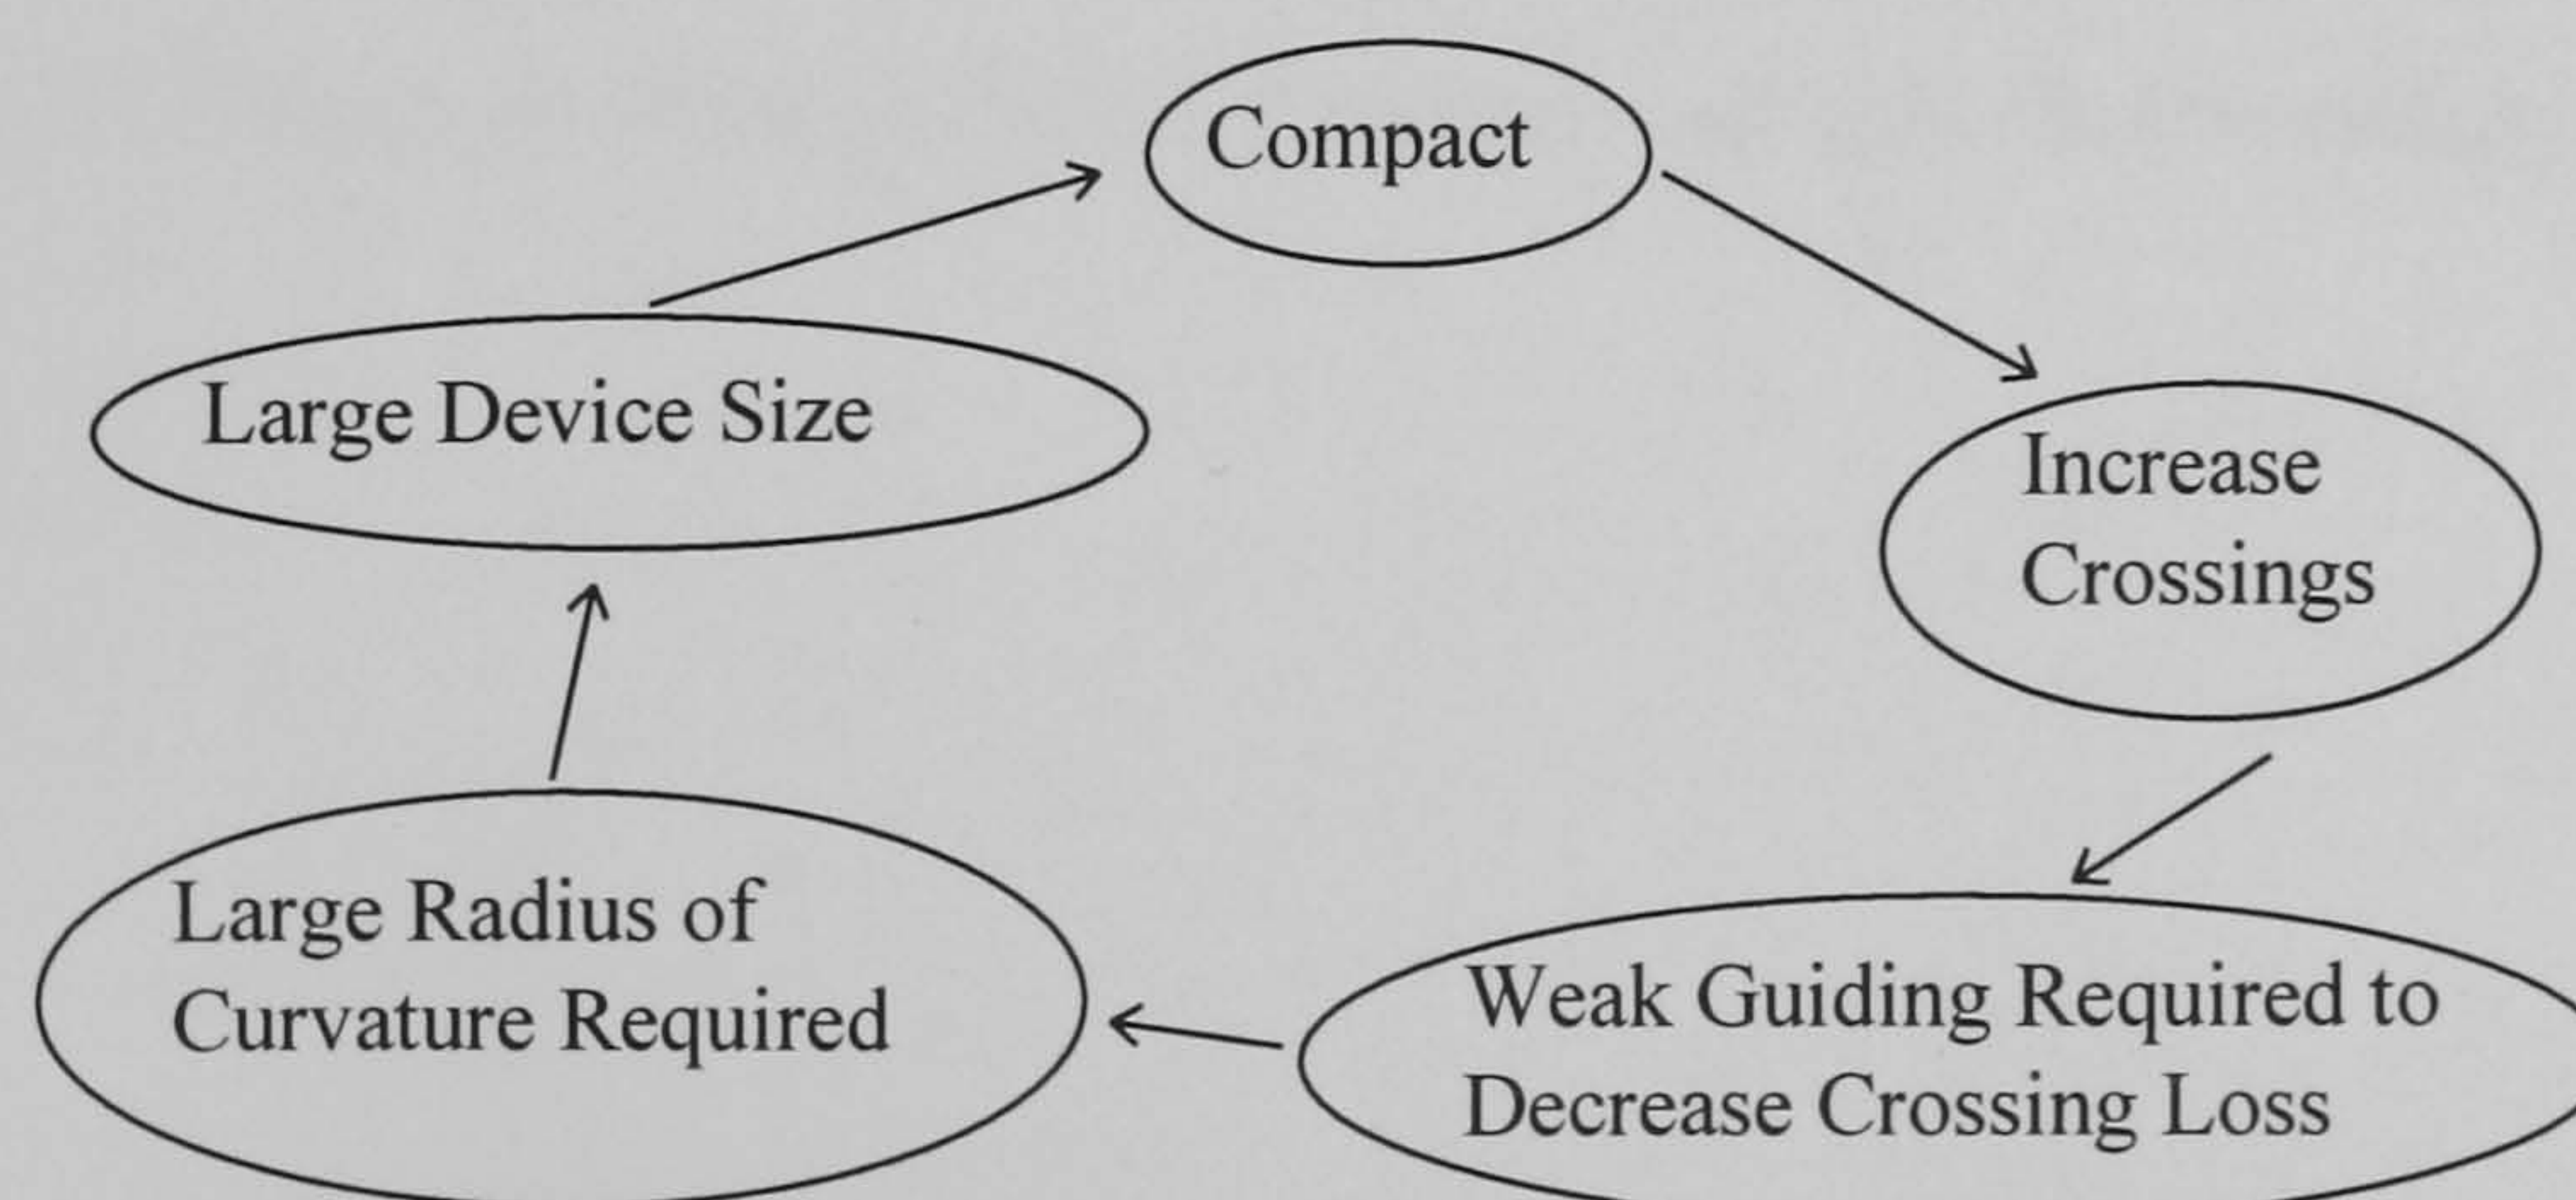 Compact
Large Device Size
Increase
Crossings
Large Radius of
Curvature Required
Weak Guiding Required to
Decrease Crossing Loss